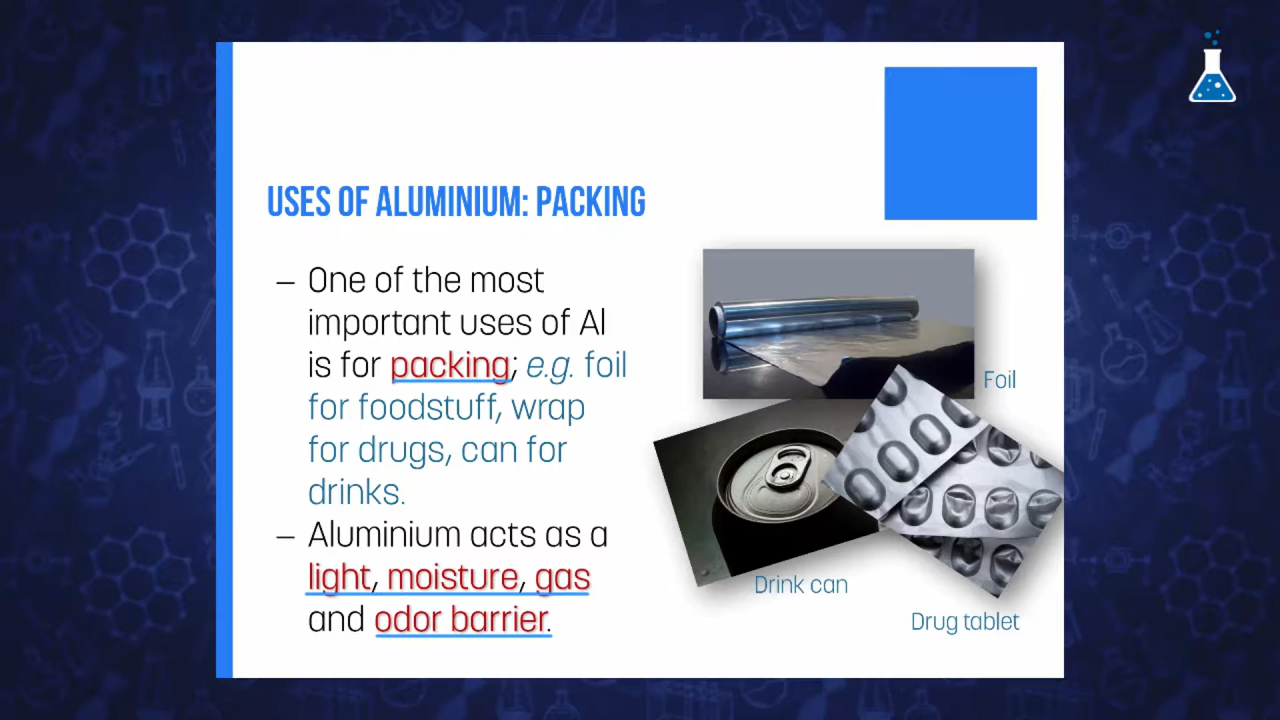 USES OF ALUMINIUM: PACKING
– One of the most
important uses of Al
is for packing; e.g. foil
for foodstuff, wrap
for drugs, can for
drinks.
– Aluminium acts as a
light, moisture, gas
and odor barrier.
Foil
Drink can
Drug tablet